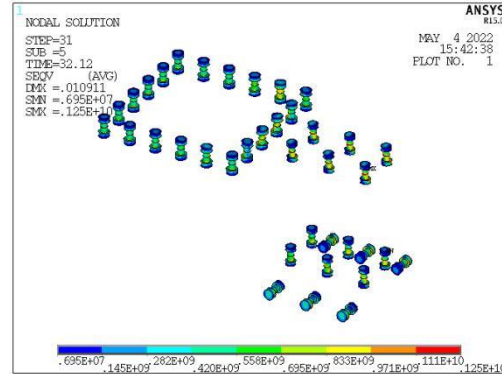 1
NODAL SOLUTION
STEP=31
SUB =5
TIME=32.12
SEQV (AVG)
DMX =.010911
SMN =.695E+07
SMX =.125E+10
ANSYS
MAY 4 2022
15:42:38
PLOT NO. 1
.695E+07 .282E+09 .558E+09 .833E+09 .111E+10
.145E+09 .420E+09 .695E+09 .971E+09 .125E+10